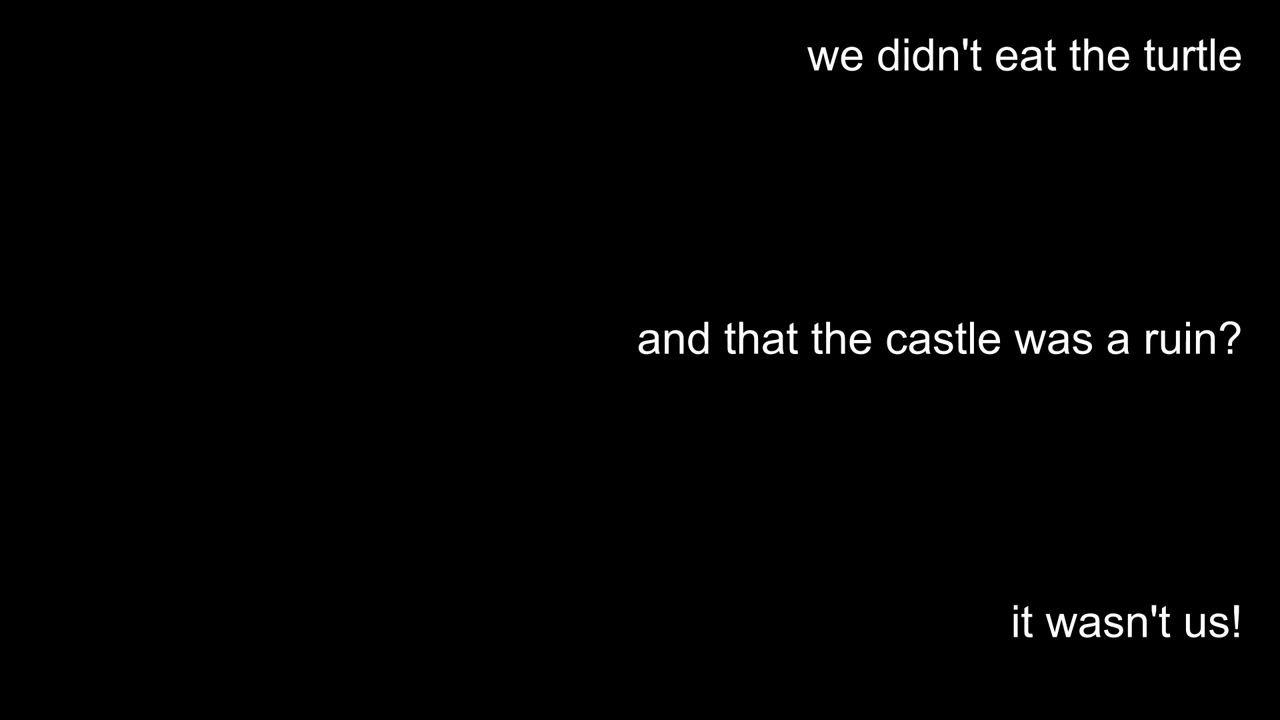 we didn't eat the turtle
and that the castle was a ruin?
it wasn't us!